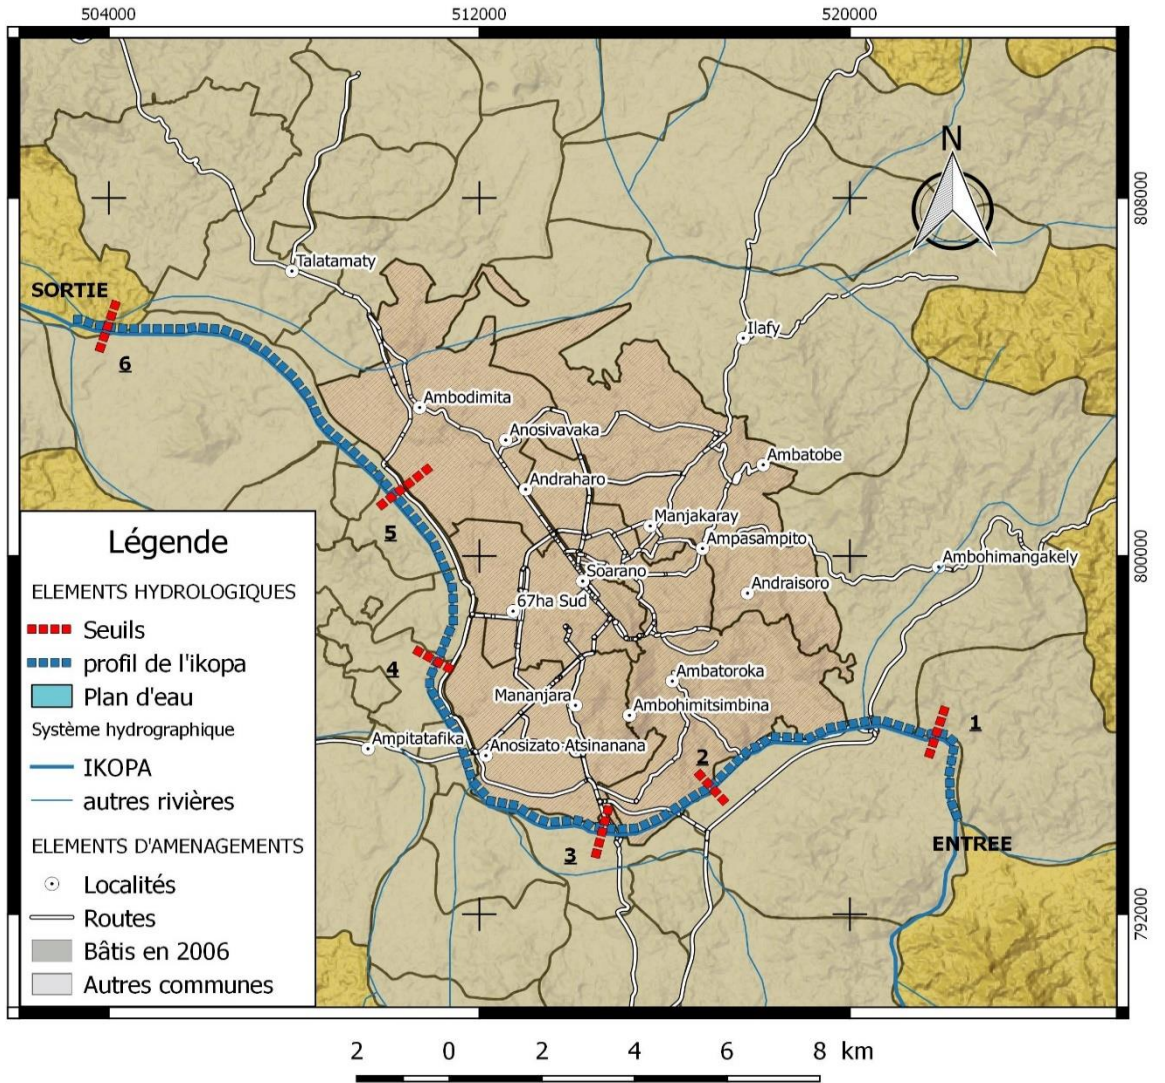 504000
512000
520000
N
808000
Talatamaty
SORTIE
Ilafy
6
Ambodimita
Anosivavaka
Ambatobe
Andraharo
Manjakaray
5
Ampasampito
800000
Légende
Ambohimangakely
Soarano
Andraisoro
ELEMENTS HYDROLOGIQUES
67ha Sud
Seuils
profil de l'ikopa
4
Ambatoroka
Plan d'eau
Mananjara
Ambohimitsimbina
Système hydrographique
1
Ampitatafika
Anosizato Atsinanana
2
IKOPA
autres rivières
ELEMENTS D'AMENAGEMENTS
3
ENTREE
Localités
Routes
792000
Bâtis en 2006
Autres communes
2 0 2 4 6 8 km